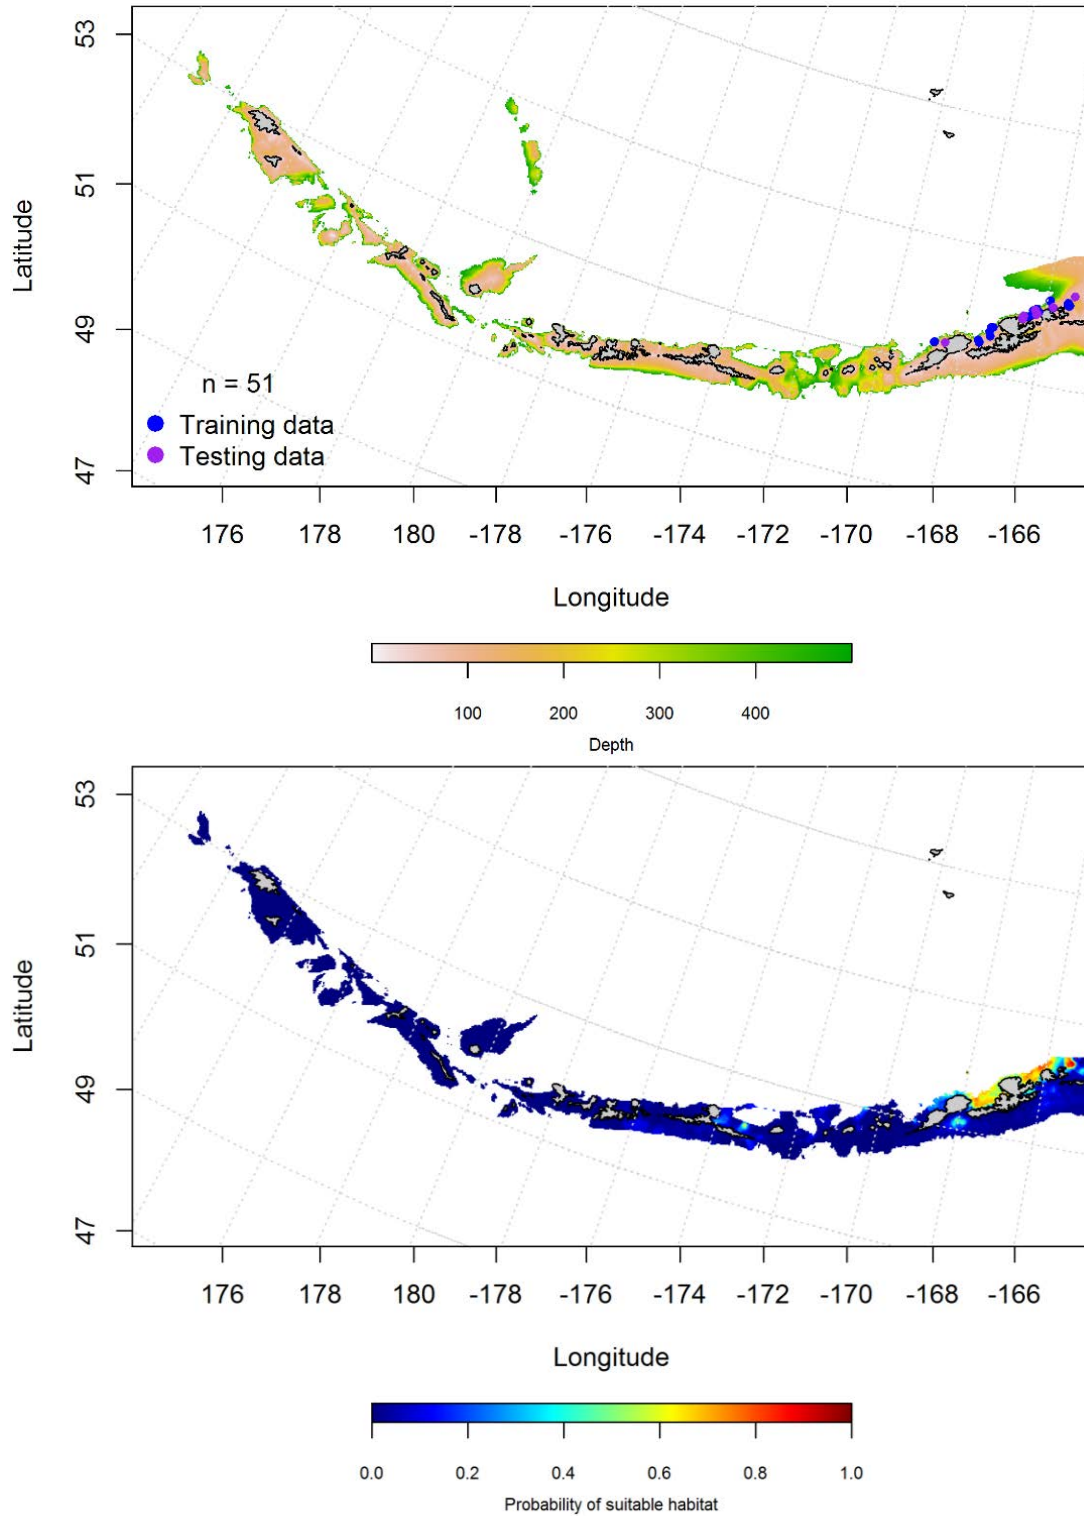 53
51
49
47
Latitude
n = 51
Training data
Testing data
176 178 180 -178 -176 -174 -172 -170 -168 -166
Longitude
100 200 300 400
Depth
53
51
49
47
Latitude
176 178 180 -178 -176 -174 -172 -170 -168 -166
Longitude
0.0 0.2 0.4 0.6 0.8 1.0
Probability of suitable habitat